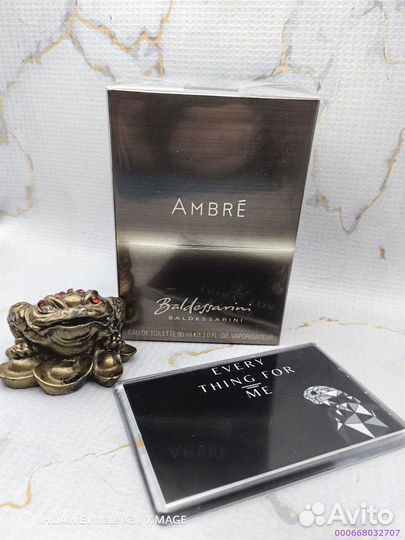 AMBRÉ
Baldessarini
BALDESSARINI
EAU DE TOILETTE 90 ml ℮ 3.0 FL. OZ. VAPORISATEUR
EVERY
THING FOR
ME
HUAWEI Mate X3 / XMAGE
Avito
000668032707